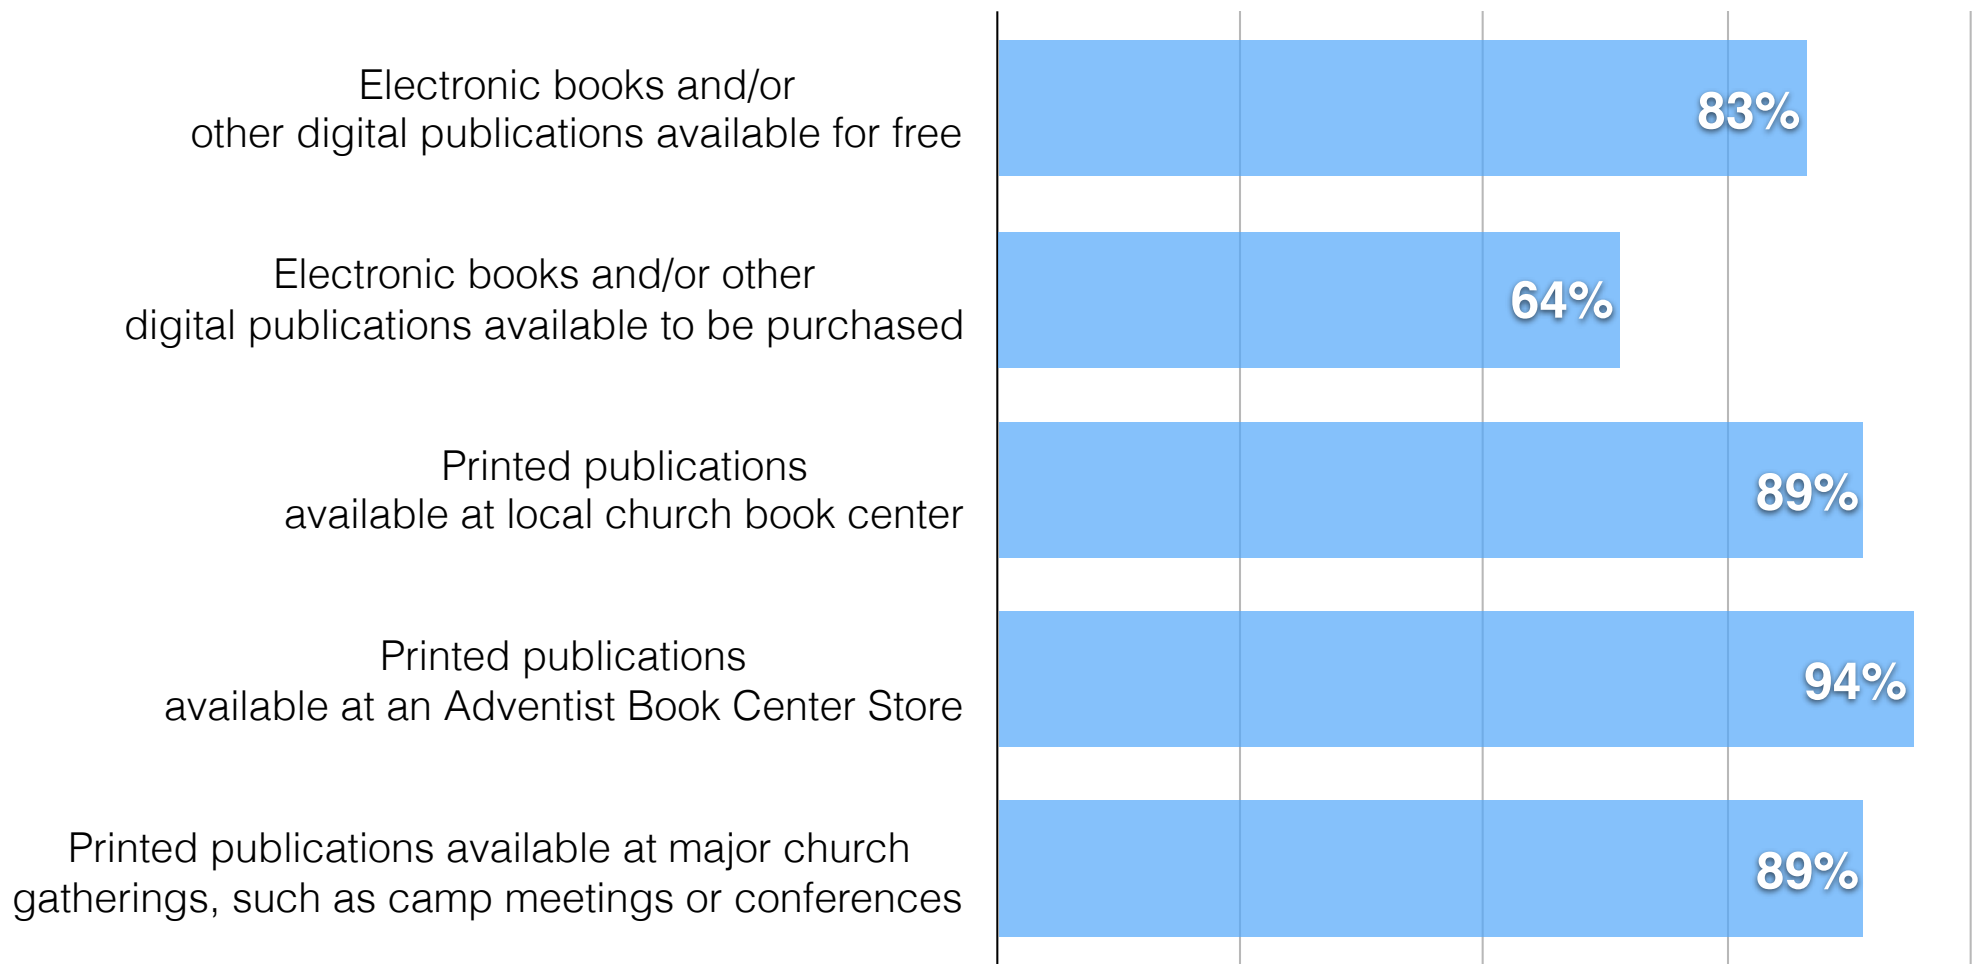 Electronic books and/or
other digital publications available for free
83%
Electronic books and/or other
digital publications available to be purchased
64%
Printed publications
available at local church book center
89%
Printed publications
available at an Adventist Book Center Store
94%
Printed publications available at major church
gatherings, such as camp meetings or conferences
89%